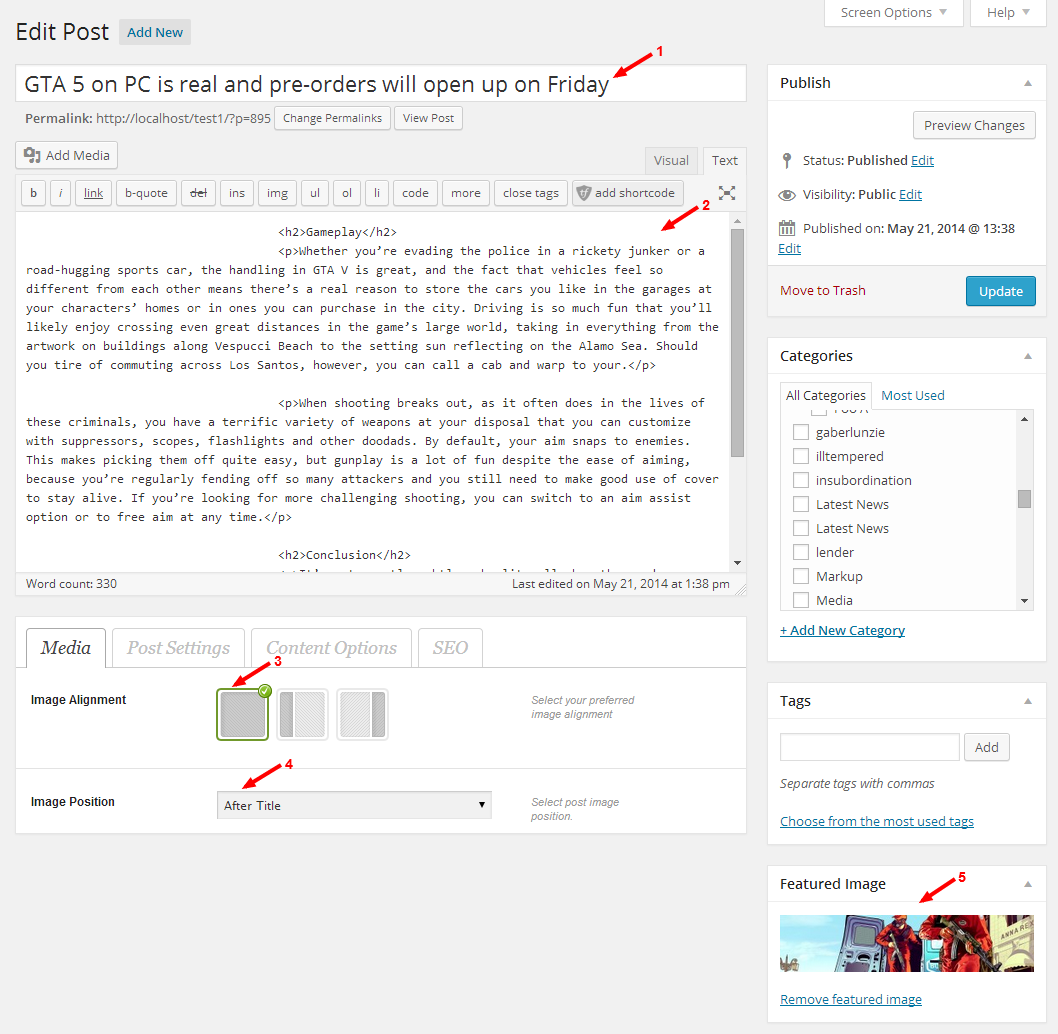 Screen Options Help
Edit Post Add New
1
GTA 5 on PC is real and pre-orders will open up on Friday
Permalink: http://localhost/test1/?p=895 Change Permalinks View Post
Add Media
Visual Text
b i link b-quote del ins img ul ol li code more close tags add shortcode
2
<h2>Gameplay</h2>
<p>Whether you’re evading the police in a rickety junker or a
road-hugging sports car, the handling in GTA V is great, and the fact that vehicles feel so
different from each other means there’s a real reason to store the cars you like in the garages at
your characters’ homes or in ones you can purchase in the city. Driving is so much fun that you’ll
likely enjoy crossing even great distances in the game’s large world, taking in everything from the
artwork on buildings along Vespucci Beach to the setting sun reflecting on the Alamo Sea. Should
you tire of commuting across Los Santos, however, you can call a cab and warp to your.</p>
<p>When shooting breaks out, as it often does in the lives of
these criminals, you have a terrific variety of weapons at your disposal that you can customize
with suppressors, scopes, flashlights and other doodads. By default, your aim snaps to enemies.
This makes picking them off quite easy, but gunplay is a lot of fun despite the ease of aiming,
because you’re regularly fending off so many attackers and you still need to make good use of cover
to stay alive. If you’re looking for more challenging shooting, you can switch to an aim assist
option or to free aim at any time.</p>
<h2>Conclusion</h2>
Word count: 330 Last edited on May 21, 2014 at 1:38 pm
Media Post Settings Content Options SEO
3
Image Alignment
Select your preferred
image alignment
4
Image Position After Title
Select post image
position.
Publish
Preview Changes
Status: Published Edit
Visibility: Public Edit
Published on: May 21, 2014 @ 13:38
Edit
Move to Trash Update
Categories
All Categories Most Used
gaberlunzie
illtempered
insubordination
Latest News
Latest News
lender
Markup
Media
+ Add New Category
Tags
Add
Separate tags with commas
Choose from the most used tags
Featured Image
5
ANNARES
Remove featured image